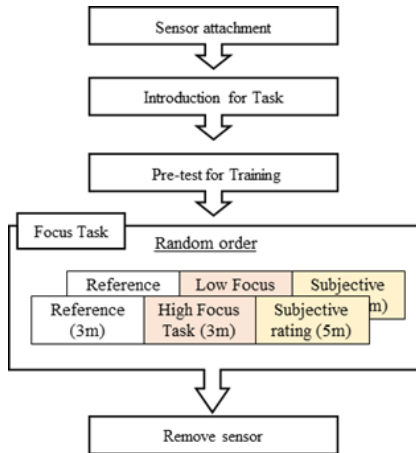 Sensor attachment
Introduction for Task
Pre-test for Training
Focus Task
Random order
Reference
Low Focus
Subjective
m)
Reference
(3m)
High Focus
Task (3m)
Subjective
rating (5m)
Remove sensor